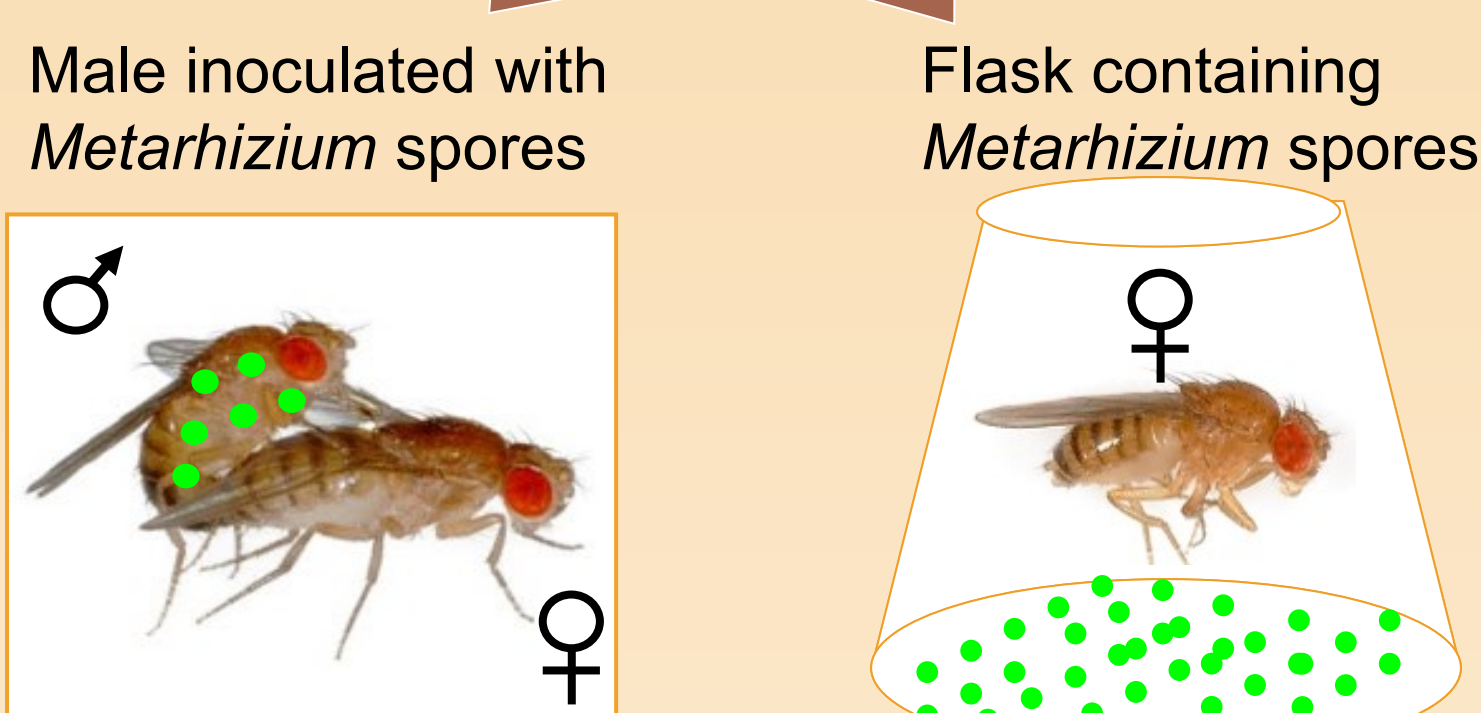 Male inoculated with
Metarhizium spores
Flask containing
Metarhizium spores